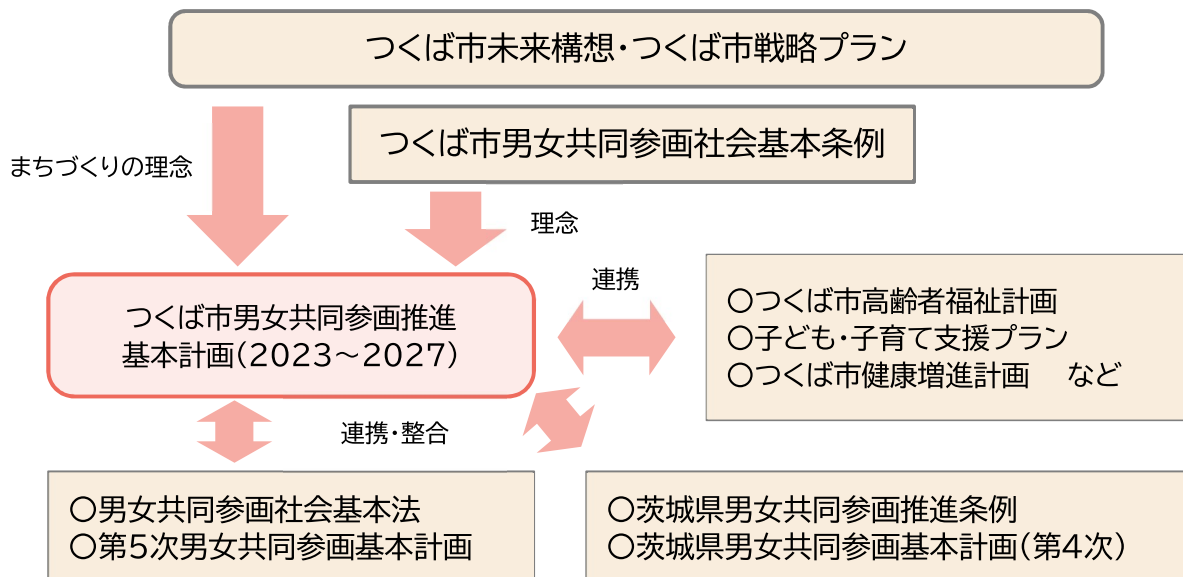 つくば市未来構想・つくば市戦略プラン
つくば市男女共同参画社会基本条例
まちづくりの理念
理念
連携
つくば市男女共同参画推進
基本計画(2023~2027)
○つくば市高齢者福祉計画
○子ども・子育て支援プラン
○つくば市健康増進計画 など
連携・整合
○男女共同参画社会基本法
○第5次男女共同参画基本計画
○茨城県男女共同参画推進条例
○茨城県男女共同参画基本計画(第4次)